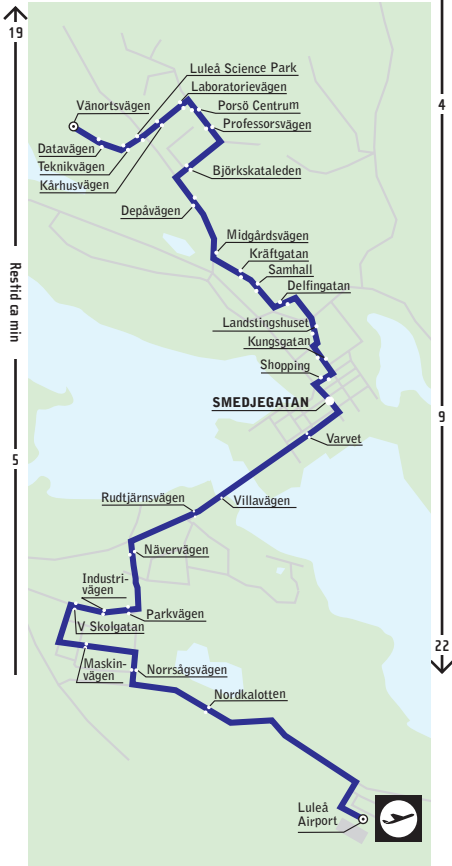 19
Luleå Science Park
Laboratorievägen
Vänortsvägen
Porsö Centrum
4
Professorsvägen
Datavägen
Teknikvägen
Kårhusvägen
Björkskataleden
Depåvägen
Midgårdsvägen
Kräftgatan
Samhall
Delfingatan
Restid ca min
Landstingshuset
Kungsgatan
Shopping
SMEDJEGATAN
9
Varvet
5
Rudtjärnsvägen
Villavägen
Nävervägen
Industri-
vägen
Parkvägen
V Skolgatan
22
Maskin-
vägen
Norrsågsvägen
Nordkalotten
Luleå
Airport